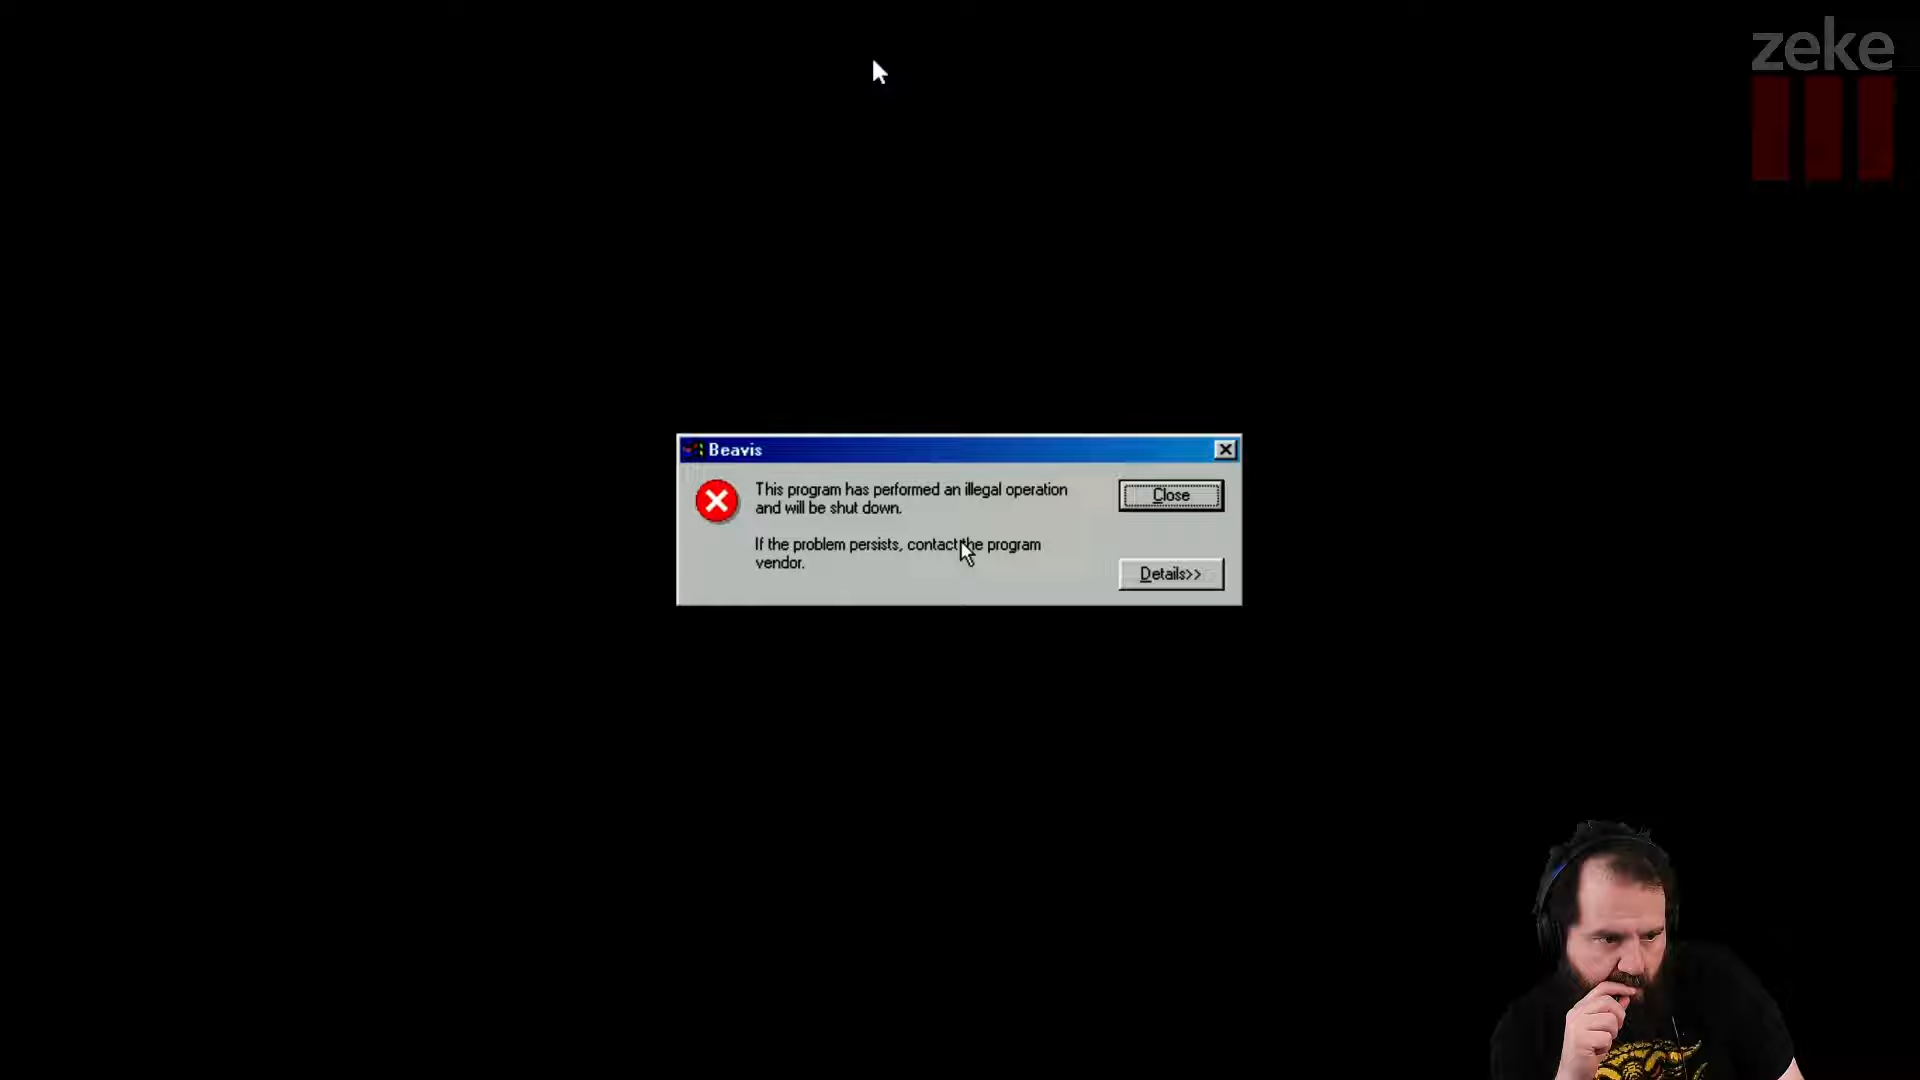 zeke
Beavis
This program has performed an illegal operation
and will be shut down.
Close
If the problem persists, contact the program
vendor.
Details>>